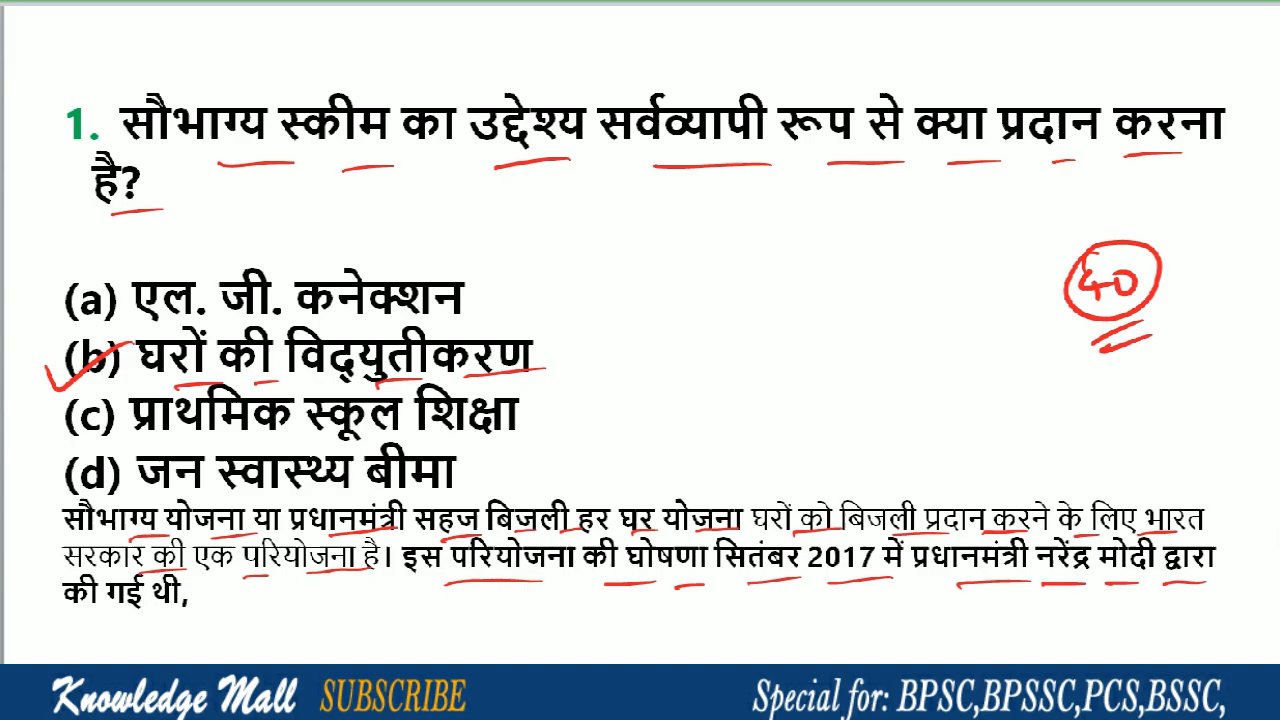 1. सौभाग्य स्कीम का उद्देश्य सर्वव्यापी रूप से क्या प्रदान करना
है?
40
(a) एल. जी. कनेक्शन
(b) घरों की विद्युतीकरण
(c) प्राथमिक स्कूल शिक्षा
(d) जन स्वास्थ्य बीमा
सौभाग्य योजना या प्रधानमंत्री सहज बिजली हर घर योजना घरों को बिजली प्रदान करने के लिए भारत
सरकार की एक परियोजना है। इस परियोजना की घोषणा सितंबर 2017 में प्रधानमंत्री नरेंद्र मोदी द्वारा
की गई थी,
Knowledge Mall SUBSCRIBE Special for: BPSC,BPSSC,PCS,BSSC,